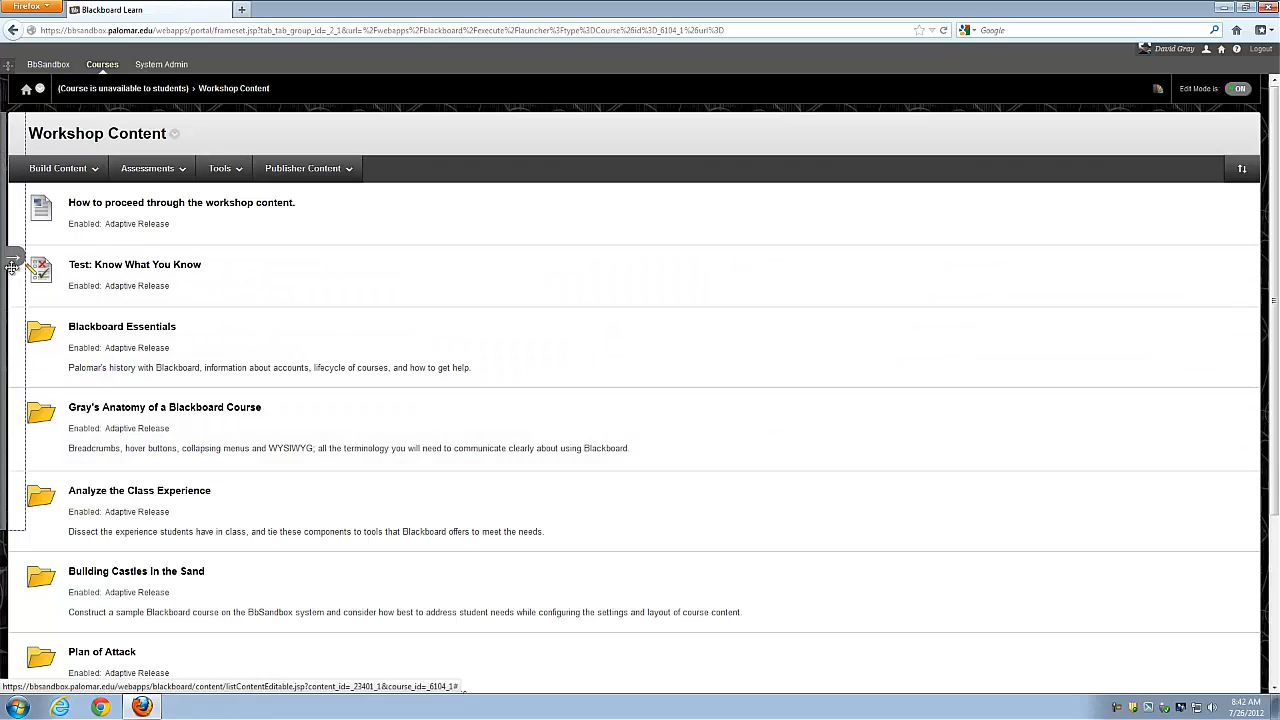 Firefox
Blackboard Learn
https://bbsandbox.palomar.edu/webapps/portal/frameset.jsp?tab_tab_group_id=_2_1&url=%2Fwebapps%2Fblackboard%2Fexecute%2Flauncher%3Ftype%3DCourse%26id%3D_6104_1%26url%3D
Google
BbSandbox
Courses
System Admin
David Gray
Logout
(Course is unavailable to students) › Workshop Content
Edit Mode is:
ON
Workshop Content
Build Content
Assessments
Tools
Publisher Content
How to proceed through the workshop content.
Enabled: Adaptive Release
Test: Know What You Know
Enabled: Adaptive Release
Blackboard Essentials
Enabled: Adaptive Release
Palomar's history with Blackboard, information about accounts, lifecycle of courses, and how to get help.
Gray's Anatomy of a Blackboard Course
Enabled: Adaptive Release
Breadcrumbs, hover buttons, collapsing menus and WYSIWYG; all the terminology you will need to communicate clearly about using Blackboard.
Analyze the Class Experience
Enabled: Adaptive Release
Dissect the experience students have in class, and tie these components to tools that Blackboard offers to meet the needs.
Building Castles in the Sand
Enabled: Adaptive Release
Construct a sample Blackboard course on the BbSandbox system and consider how best to address student needs while configuring the settings and layout of course content.
Plan of Attack
Enabled: Adaptive Release
https://bbsandbox.palomar.edu/webapps/blackboard/content/listContentEditable.jsp?content_id=_23401_1&course_id=_6104_1#
8:42 AM
7/26/2012